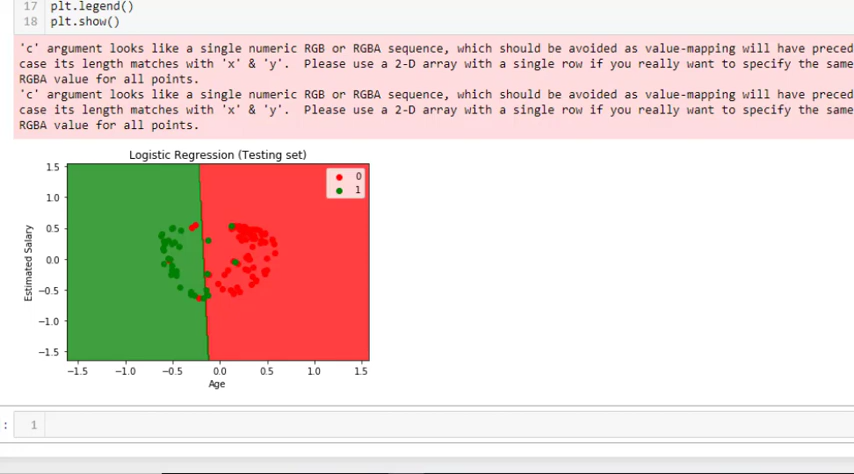 17 plt.legend()
18 plt.show()
'c' argument looks like a single numeric RGB or RGBA sequence, which should be avoided as value-mapping will have preced
case its length matches with 'x' & 'y'. Please use a 2-D array with a single row if you really want to specify the same
RGBA value for all points.
'c' argument looks like a single numeric RGB or RGBA sequence, which should be avoided as value-mapping will have preced
case its length matches with 'x' & 'y'. Please use a 2-D array with a single row if you really want to specify the same
RGBA value for all points.
Logistic Regression (Testing set)
1.5
1.0
0.5
0.0
−0.5
−1.0
−1.5
Estimated Salary
0
1
−1.5 −1.0 −0.5 0.0 0.5 1.0 1.5
Age
: 1